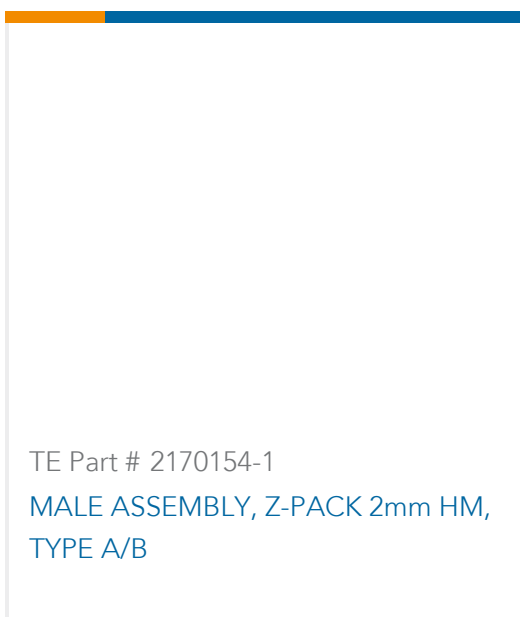 TE Part # 2170154-1
MALE ASSEMBLY, Z-PACK 2mm HM,
TYPE A/B